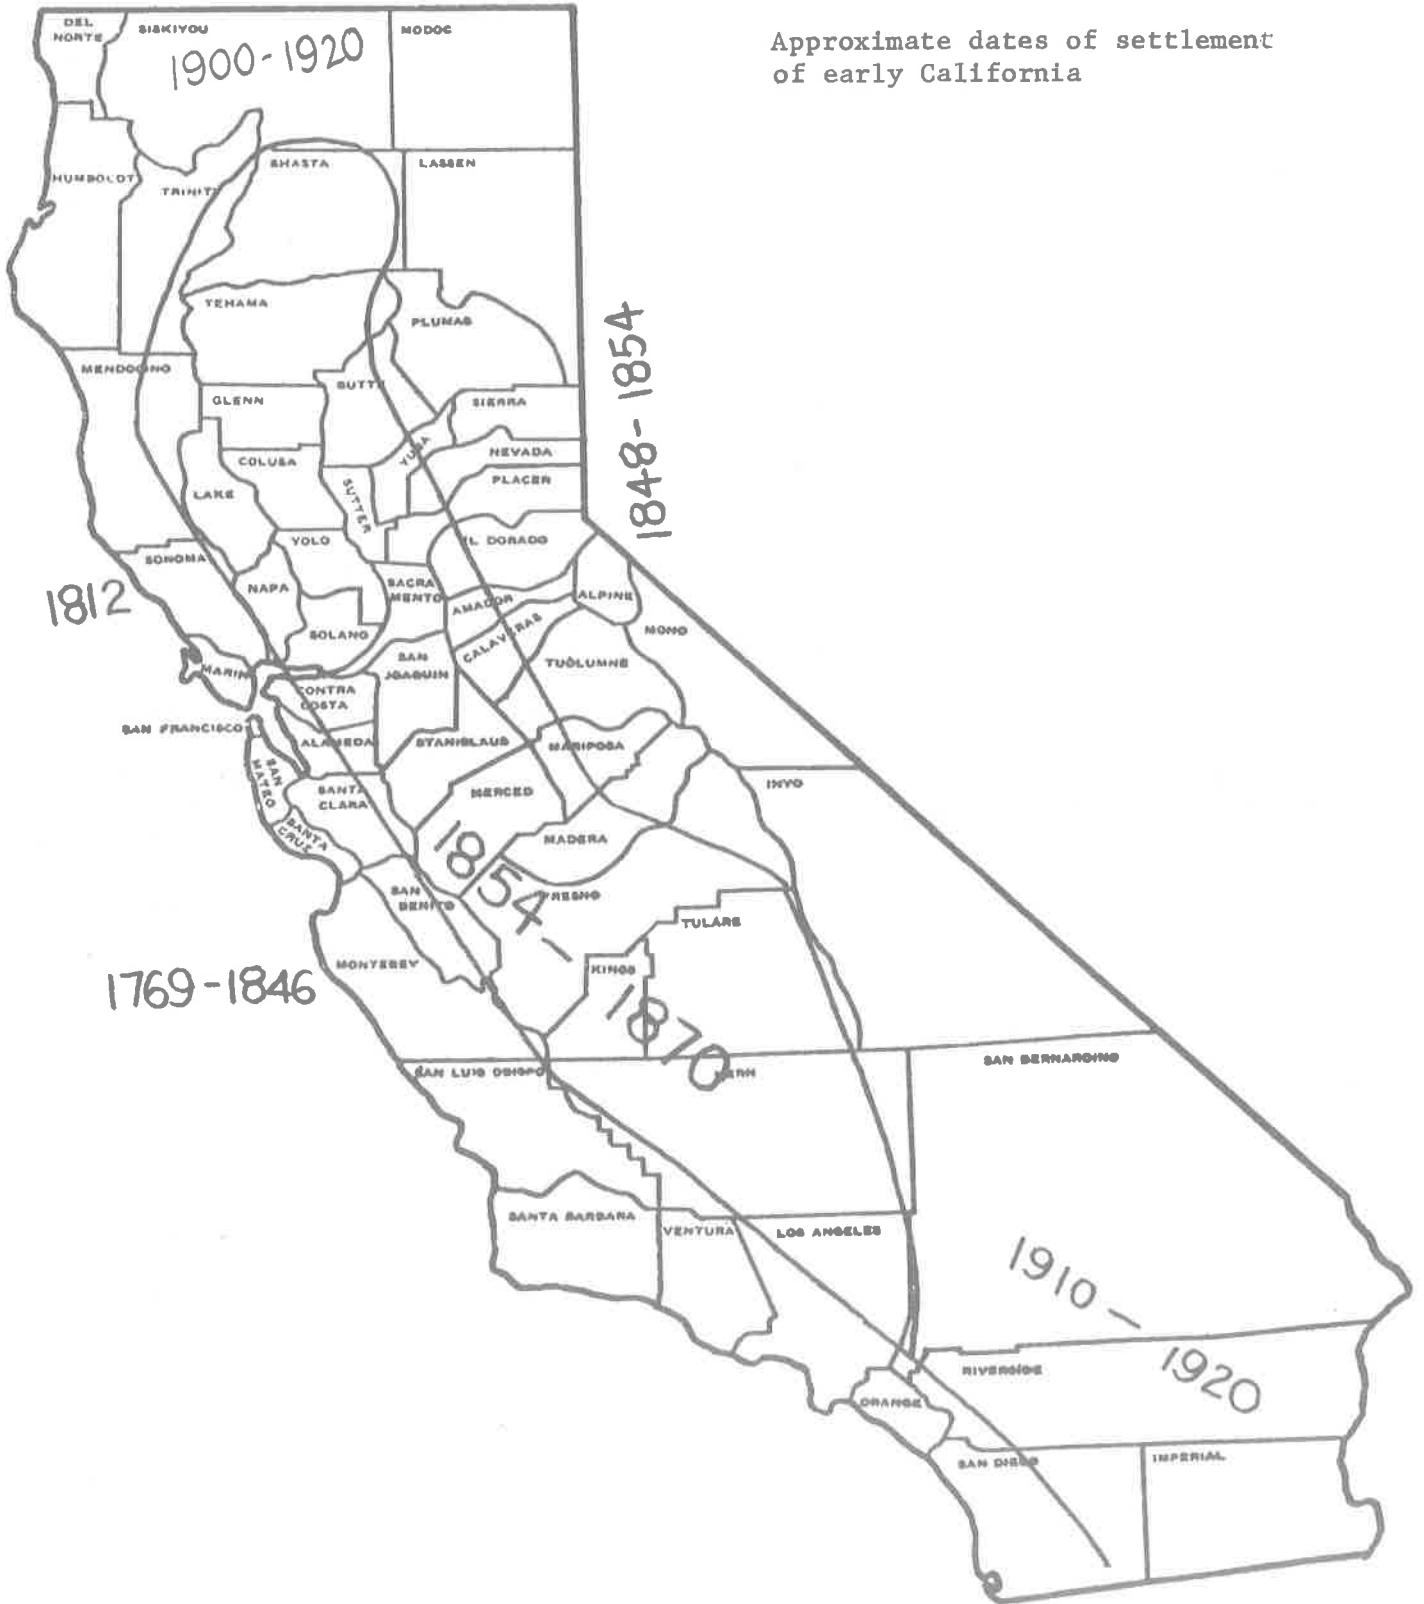 Approximate dates of settlement
of early California
DEL
NORTE
SISKIYOU
1900-1920
MODOC
HUMBOLDT
TRINITY
SHASTA
LASSEN
TEHAMA
PLUMAS
MENDOCINO
GLENN
BUTTE
SIERRA
1848-1854
COLUSA
YUBA
NEVADA
LAKE
SUTTER
PLACER
SONOMA
YOLO
EL DORADO
1812
NAPA
SACRA
MENTO
AMADOR
ALPINE
SOLANO
CALAVERAS
MONO
MARIN
SAN
JOAQUIN
TUOLUMNE
CONTRA
COSTA
SAN FRANCISCO
ALAMEDA
STANISLAUS
MARIPOSA
SAN
MATEO
SANTA
CLARA
MERCED
INYO
SANTA
CRUZ
MADERA
1854-
1870
SAN
BENITO
FRESNO
TULARE
MONTEREY
KINGS
1769-1846
SAN LUIS OBISPO
KERN
SAN BERNARDINO
SANTA BARBARA
VENTURA
LOS ANGELES
1910-
1920
RIVERSIDE
ORANGE
SAN DIEGO
IMPERIAL